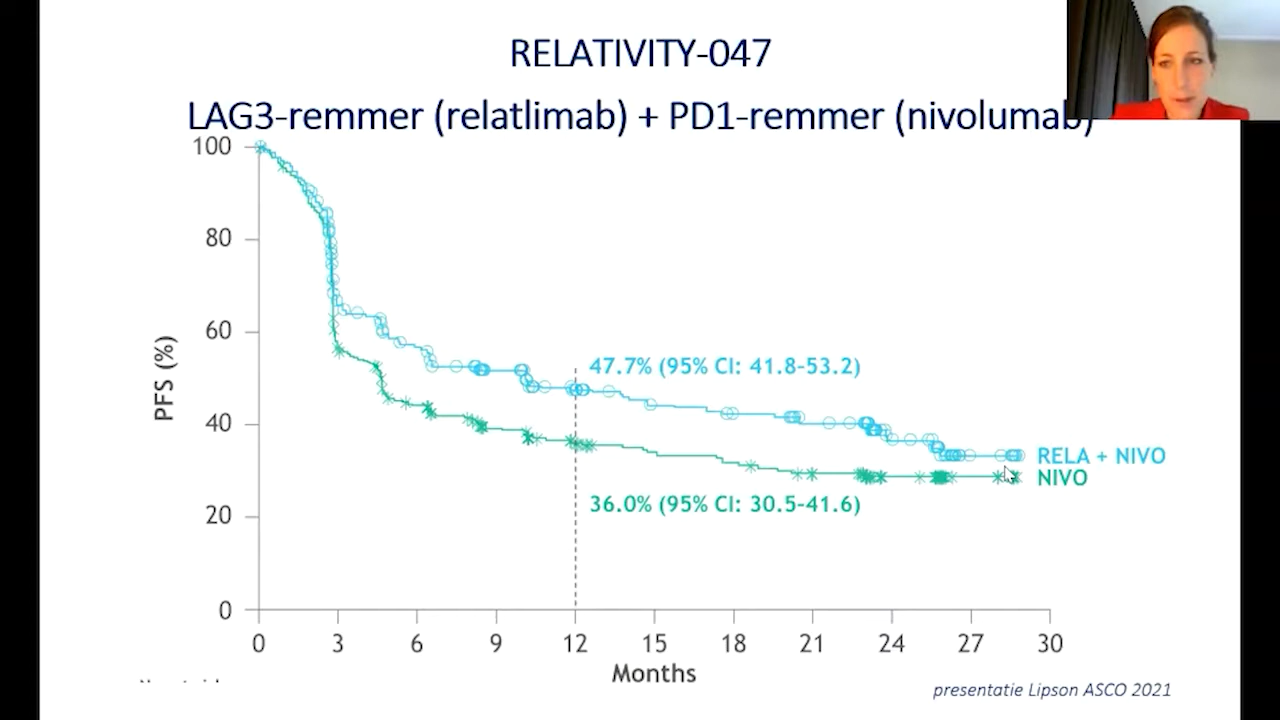 RELATIVITY-047
LAG3-remmer (relatlimab) + PD1-remmer (nivolumab)
100
80
60
40
20
0
PFS (%)
47.7% (95% CI: 41.8-53.2)
36.0% (95% CI: 30.5-41.6)
RELA + NIVO
NIVO
0 3 6 9 12 15 18 21 24 27 30
Months
presentatie Lipson ASCO 2021